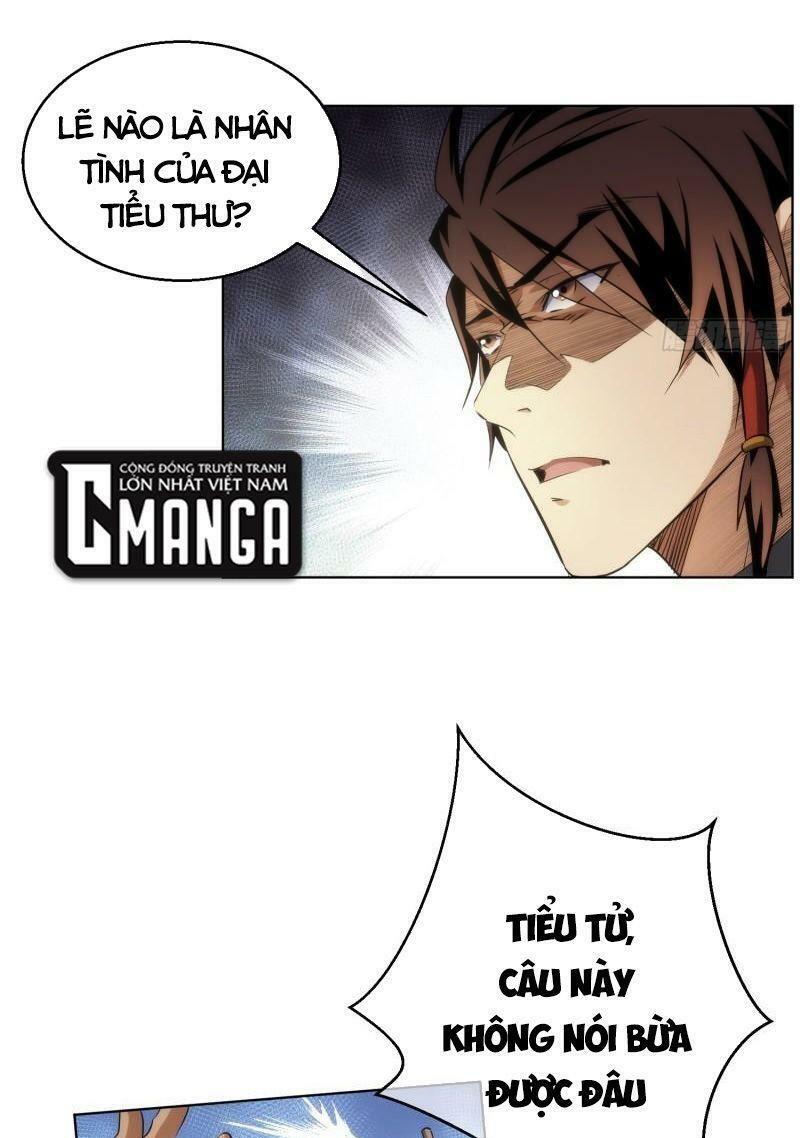 LẼ NÀO LÀ NHÂN
TÌNH CỦA ĐẠI
TIỂU THƯ?
CỘNG ĐỒNG TRUYỆN TRANH
LỚN NHẤT VIỆT NAM
CMANGA
TIỂU TỬ,
CÂU NÀY
KHÔNG NÓI BỪA
ĐƯỢC ĐÂU